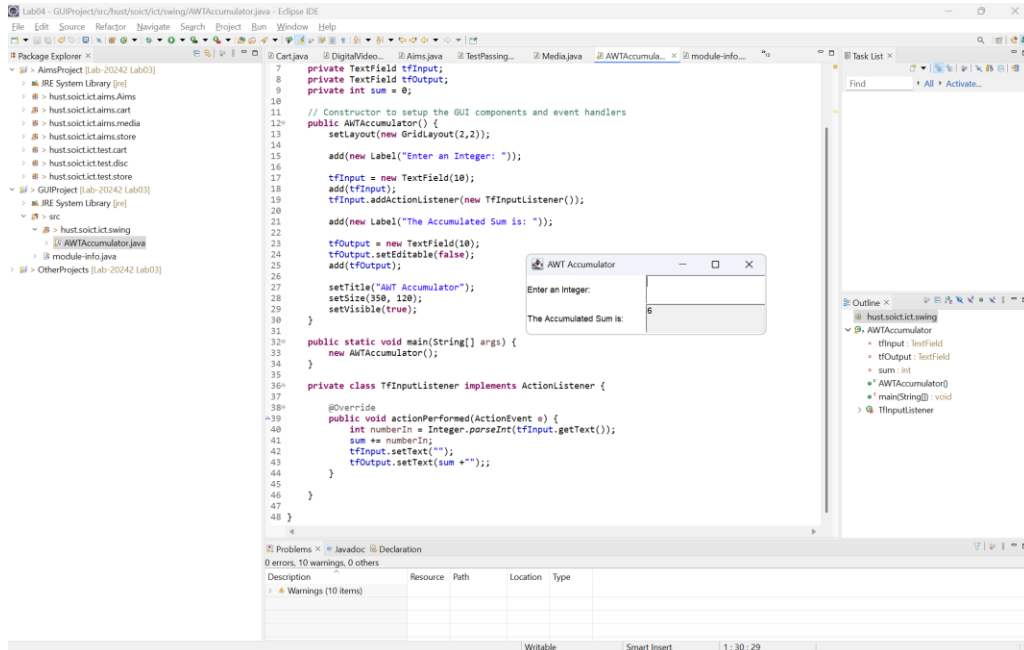 Lab04 - GUIProject/src/hust/soict/ict/swing/AWTAccumulator.java - Eclipse IDE
File Edit Source Refactor Navigate Search Project Run Window Help
Package Explorer
AimsProject [Lab-20242 Lab03]
JRE System Library [jre]
hust.soict.ict.aims.Aims
hust.soict.ict.aims.cart
hust.soict.ict.aims.media
hust.soict.ict.aims.store
hust.soict.ict.test.cart
hust.soict.ict.test.disc
hust.soict.ict.test.store
GUIProject [Lab-20242 Lab03]
JRE System Library [jre]
src
hust.soict.ict.swing
AWTAccumulator.java
module-info.java
OtherProjects [Lab-20242 Lab03]
Cart.java DigitalVideo... Aims.java TestPassing... Media.java AWTAccumula... module-info....
7 private TextField tfInput;
8 private TextField tfOutput;
9 private int sum = 0;
10
11 // Constructor to setup the GUI components and event handlers
12 public AWTAccumulator() {
13 setLayout(new GridLayout(2,2));
14
15 add(new Label("Enter an Integer: "));
16
17 tfInput = new TextField(10);
18 add(tfInput);
19 tfInput.addActionListener(new TfInputListener());
20
21 add(new Label("The Accumulated Sum is: "));
22
23 tfOutput = new TextField(10);
24 tfOutput.setEditable(false);
25 add(tfOutput);
26
27 setTitle("AWT Accumulator");
28 setSize(350, 120);
29 setVisible(true);
30 }
31
32 public static void main(String[] args) {
33 new AWTAccumulator();
34 }
35
36 private class TfInputListener implements ActionListener {
37
38 @Override
39 public void actionPerformed(ActionEvent e) {
40 int numberIn = Integer.parseInt(tfInput.getText());
41 sum += numberIn;
42 tfInput.setText("");
43 tfOutput.setText(sum +"");;
44 }
45
46 }
47
48 }
AWT Accumulator
Enter an Integer:
The Accumulated Sum is: 6
Task List
Find All Activate...
Outline
hust.soict.ict.swing
AWTAccumulator
tfInput : TextField
tfOutput : TextField
sum : int
AWTAccumulator()
main(String[]) : void
TfInputListener
Problems Javadoc Declaration
0 errors, 10 warnings, 0 others
Description Resource Path Location Type
Warnings (10 items)
Writable Smart Insert 1 : 30 : 29